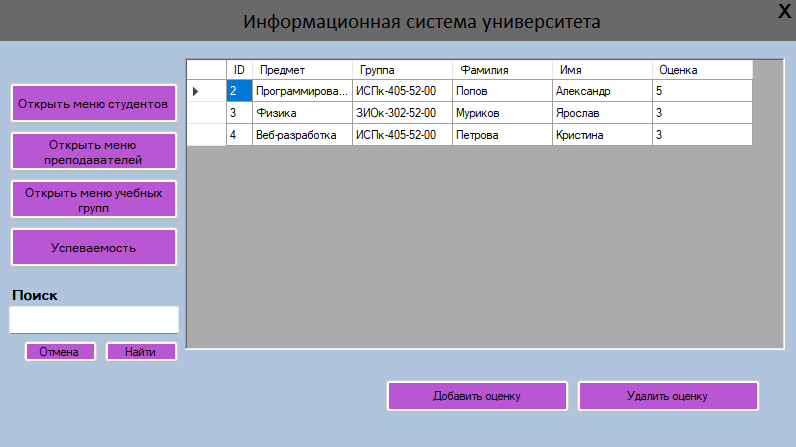 Информационная система университета
X
ID Предмет Группа Фамилия Имя Оценка
2 Программирова... ИСПк-405-52-00 Попов Александр 5
3 Физика ЗИОк-302-52-00 Муриков Ярослав 3
4 Веб-разработка ИСПк-405-52-00 Петрова Кристина 3
Открыть меню студентов
Открыть меню
преподавателей
Открыть меню учебных
групп
Успеваемость
Поиск
Отмена
Найти
Добавить оценку
Удалить оценку